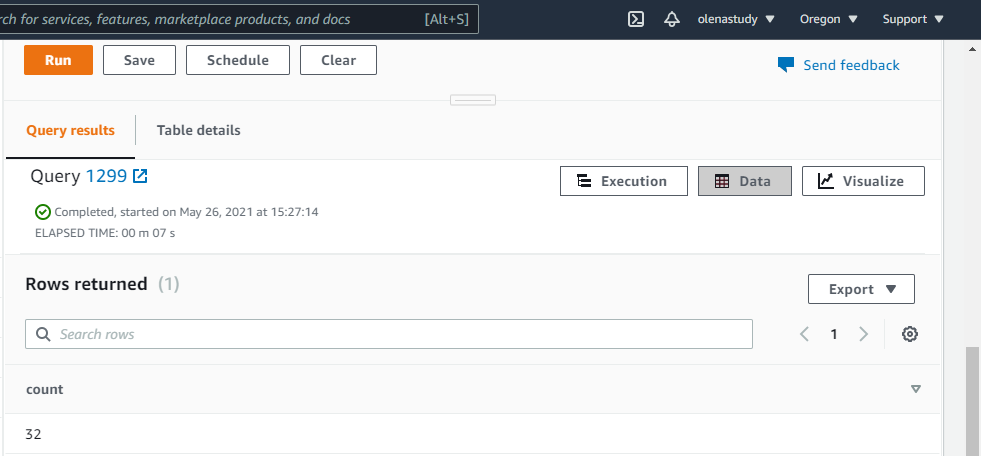 rch for services, features, marketplace products, and docs [Alt+S] olenastudy Oregon Support
Run Save Schedule Clear Send feedback
Query results Table details
Query 1299 Execution Data Visualize
Completed, started on May 26, 2021 at 15:27:14
ELAPSED TIME: 00 m 07 s
Rows returned (1) Export
Search rows 1
count
32